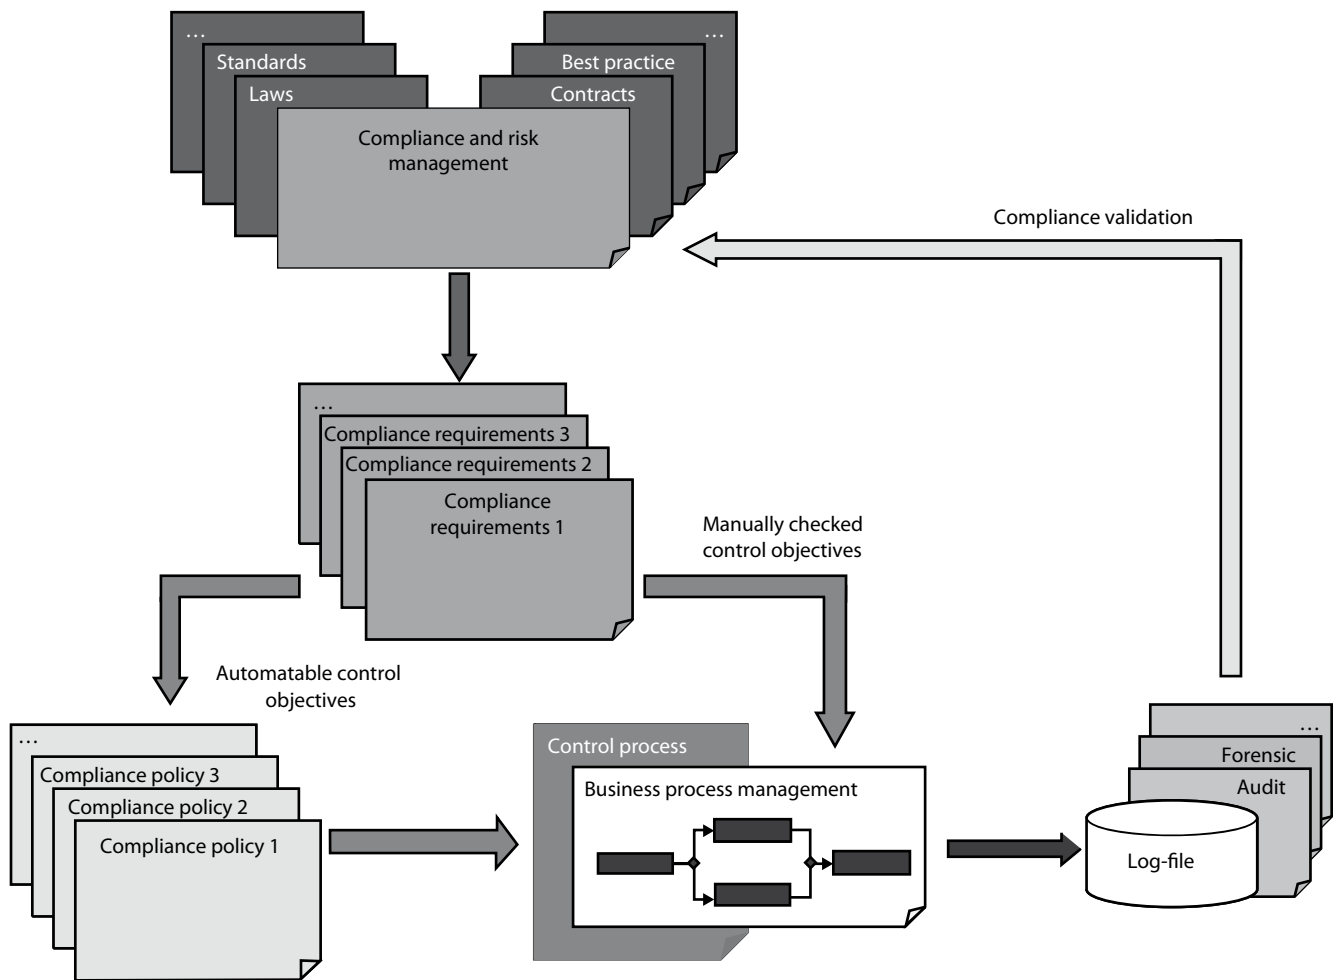 …
…
Standards
Best practice
Laws
Contracts
Compliance and risk
management
Compliance validation
…
Compliance requirements 3
Compliance requirements 2
Compliance
requirements 1
Manually checked
control objectives
Automatable control
objectives
…
Compliance policy 3
Compliance policy 2
Compliance policy 1
Control process
Business process management
…
Forensic
Audit
Log-file